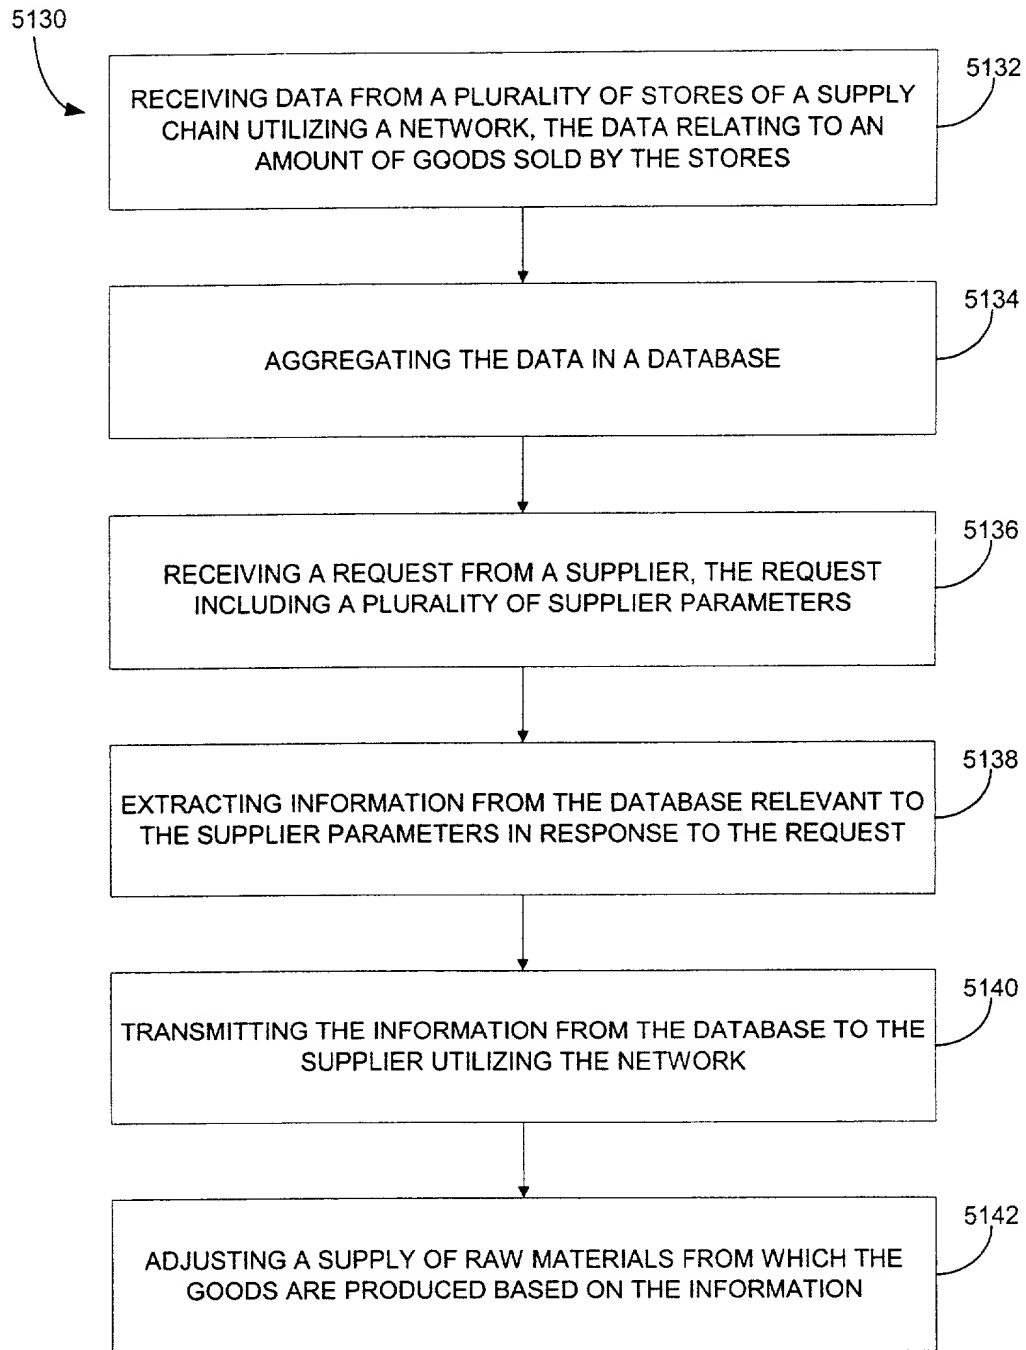 5130
5132
RECEIVING DATA FROM A PLURALITY OF STORES OF A SUPPLY
CHAIN UTILIZING A NETWORK, THE DATA RELATING TO AN
AMOUNT OF GOODS SOLD BY THE STORES
5134
AGGREGATING THE DATA IN A DATABASE
5136
RECEIVING A REQUEST FROM A SUPPLIER, THE REQUEST
INCLUDING A PLURALITY OF SUPPLIER PARAMETERS
5138
EXTRACTING INFORMATION FROM THE DATABASE RELEVANT TO
THE SUPPLIER PARAMETERS IN RESPONSE TO THE REQUEST
5140
TRANSMITTING THE INFORMATION FROM THE DATABASE TO THE
SUPPLIER UTILIZING THE NETWORK
5142
ADJUSTING A SUPPLY OF RAW MATERIALS FROM WHICH THE
GOODS ARE PRODUCED BASED ON THE INFORMATION